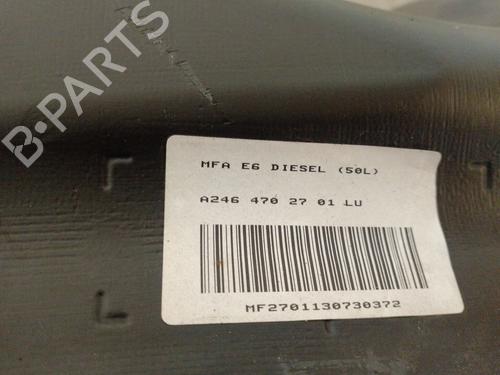 B-PARTS
MFA E6 DIESEL (50L)
A246 470 27 01 LU
MF2701130730372